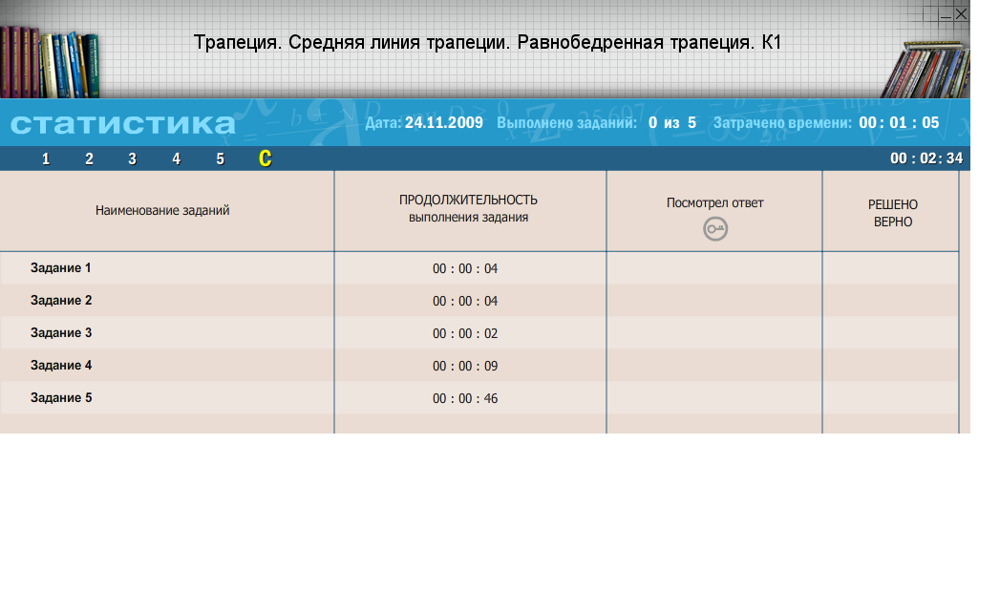 Трапеция. Средняя линия трапеции. Равнобедренная трапеция. К1
статистика
Дата: 24.11.2009 Выполнено заданий: 0 из 5 Затрачено времени: 00 : 01 : 05
1 2 3 4 5 С
00 : 02 : 34
Наименование заданий
ПРОДОЛЖИТЕЛЬНОСТЬ
выполнения задания
Посмотрел ответ
РЕШЕНО
ВЕРНО
Задание 1 00 : 00 : 04
Задание 2 00 : 00 : 04
Задание 3 00 : 00 : 02
Задание 4 00 : 00 : 09
Задание 5 00 : 00 : 46